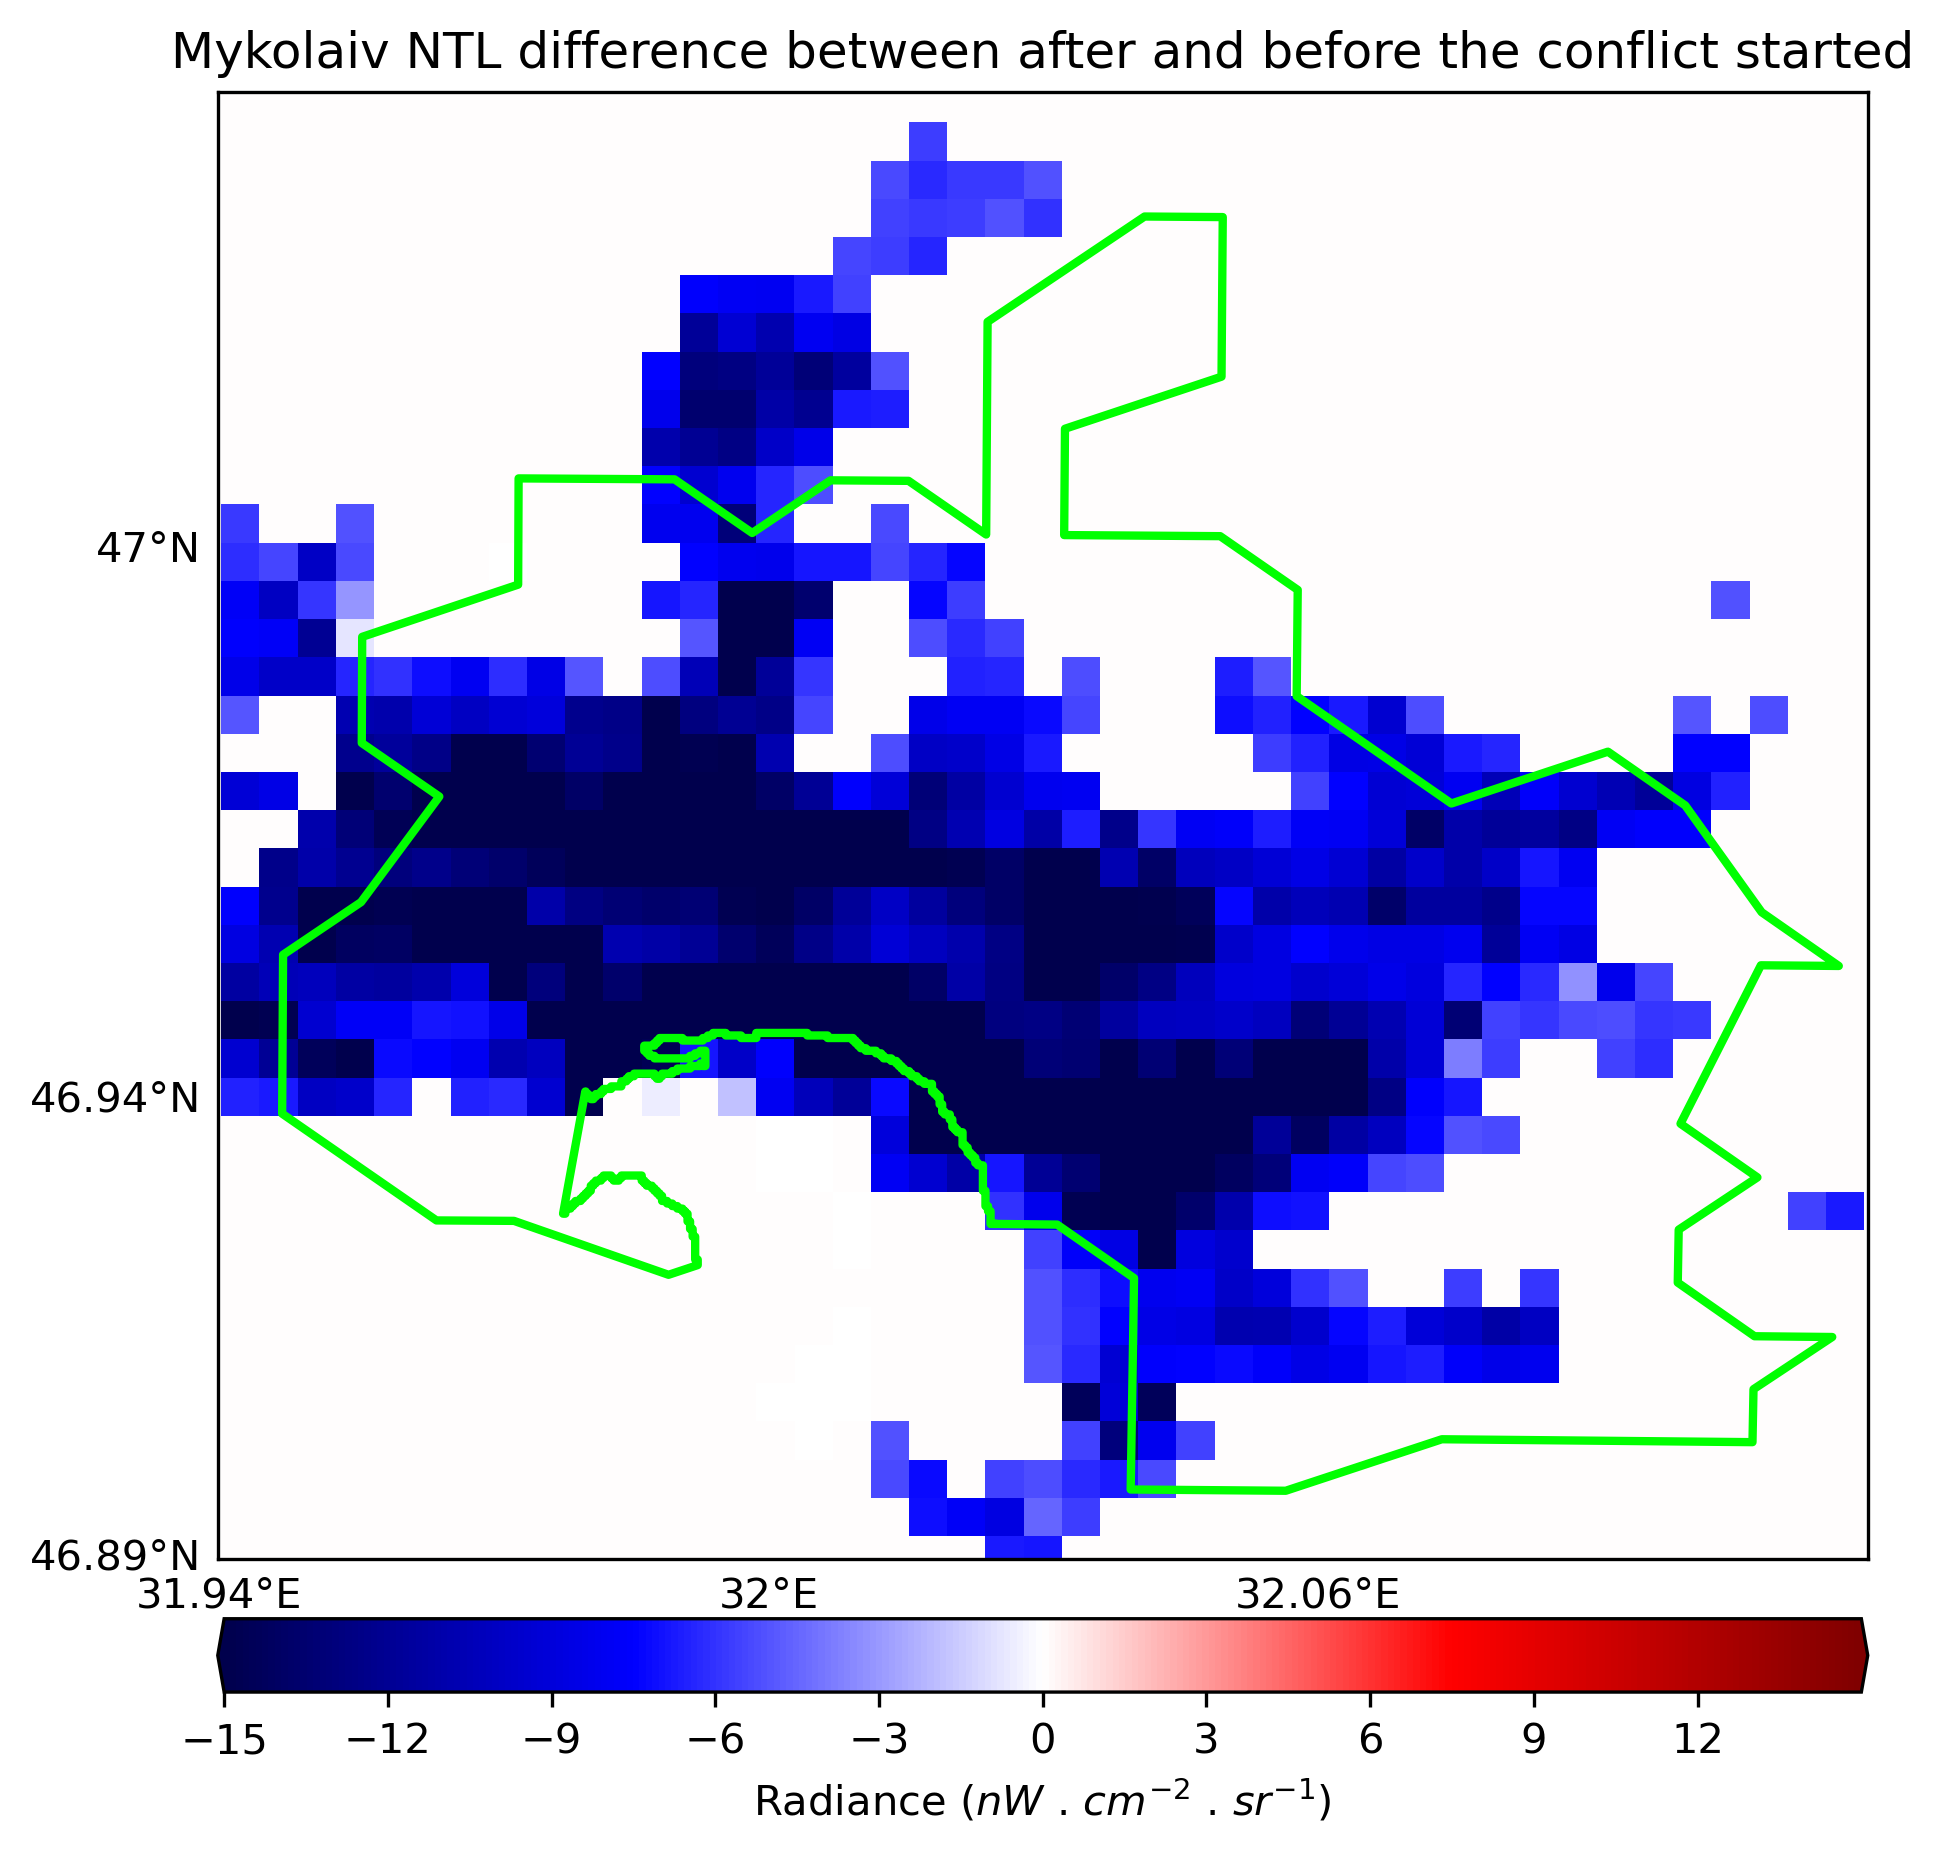 Mykolaiv NTL difference between after and before the conflict started
47°N
46.94°N
46.89°N
31.94°E 32°E 32.06°E
−15 −12 −9 −6 −3 0 3 6 9 12
Radiance (nW . cm⁻² . sr⁻¹)